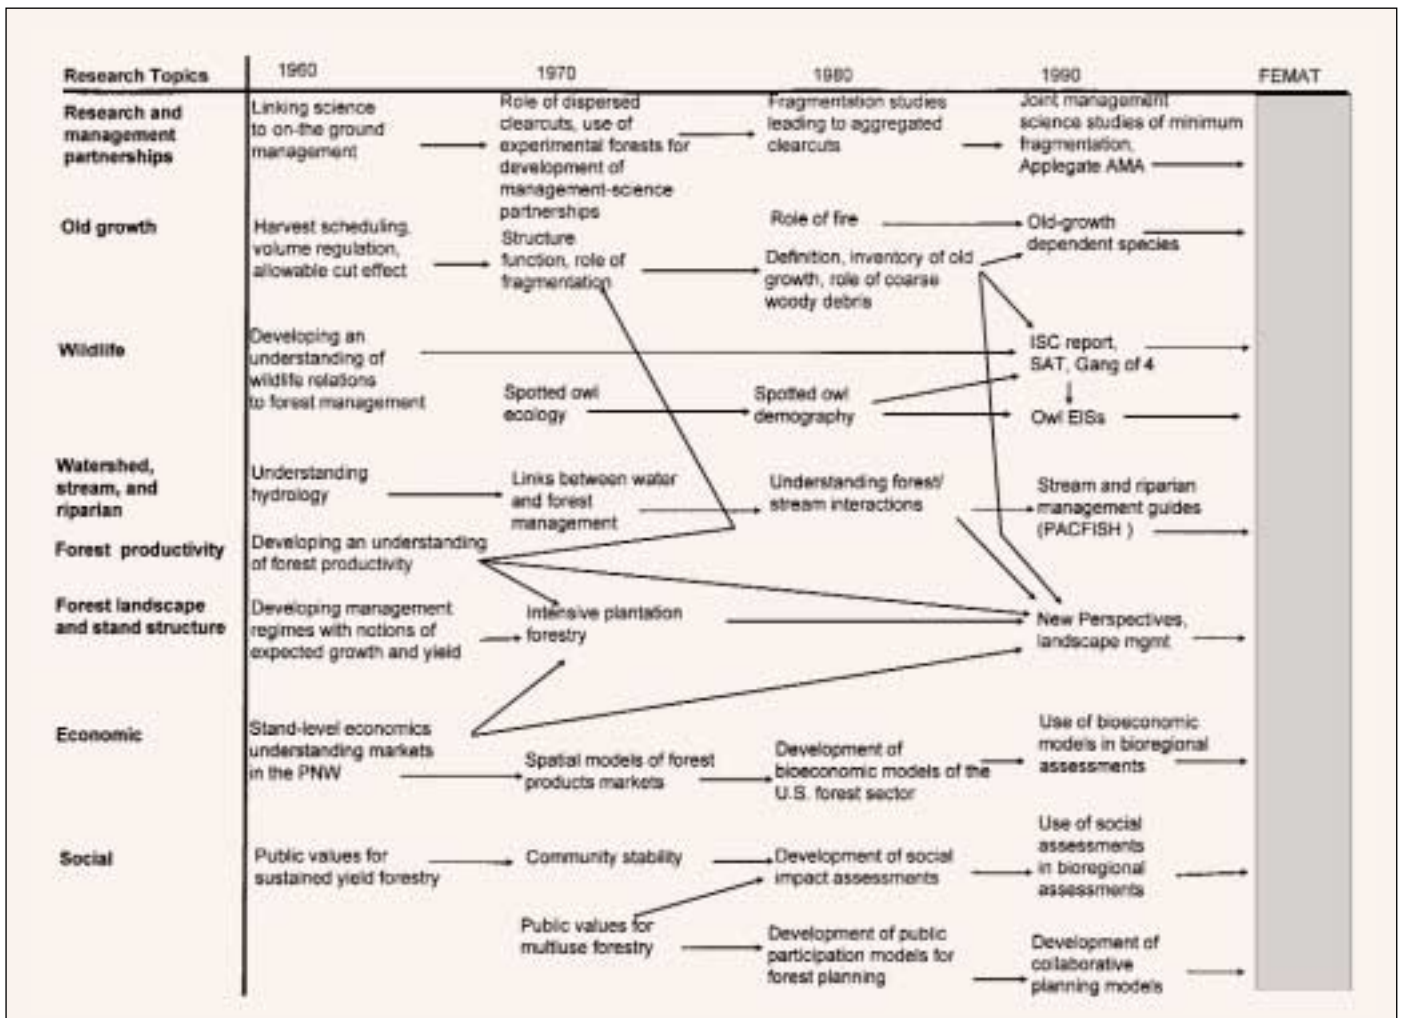 Research Topics
1960
1970
1980
1990
FEMAT
Research and
management
partnerships
Linking science
to on-the ground
management
Role of dispersed
clearcuts, use of
experimental forests for
development of
management-science
partnerships
Fragmentation studies
leading to aggregated
clearcuts
Joint management
science studies of minimum
fragmentation,
Applegate AMA
Old growth
Harvest scheduling,
volume regulation,
allowable cut effect
Structure
function, role of
fragmentation
Role of fire
Definition, inventory of old
growth, role of coarse
woody debris
Old-growth
dependent species
Wildlife
Developing an
understanding of
wildlife relations
to forest management
Spotted owl
ecology
Spotted owl
demography
ISC report,
SAT, Gang of 4
Owl EISs
Watershed,
stream, and
riparian
Understanding
hydrology
Links between water
and forest
management
Understanding forest/
stream interactions
Stream and riparian
management guides
(PACFISH )
Forest productivity
Developing an understanding
of forest productivity
Forest landscape
and stand structure
Developing management
regimes with notions of
expected growth and yield
Intensive plantation
forestry
New Perspectives,
landscape mgmt
Economic
Stand-level economics
understanding markets
in the PNW
Spatial models of forest
products markets
Development of
bioeconomic models of the
U.S. forest sector
Use of bioeconomic
models in bioregional
assessments
Social
Public values for
sustained yield forestry
Community stability
Development of social
impact assessments
Use of social
assessments
in bioregional
assessments
Public values for
multiuse forestry
Development of public
participation models for
forest planning
Development of
collaborative
planning models